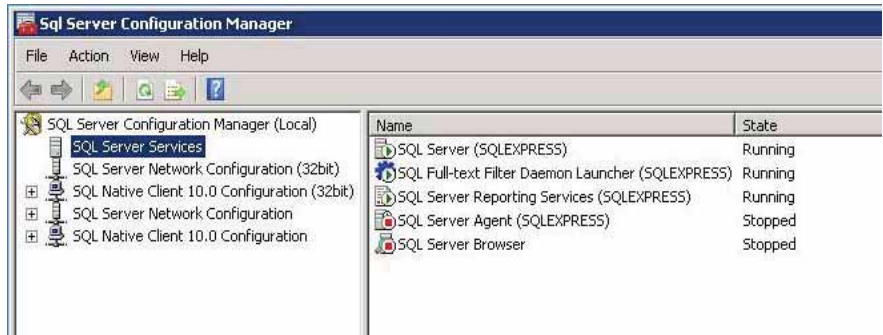 Sql Server Configuration Manager
File Action View Help
SQL Server Configuration Manager (Local)
SQL Server Services
SQL Server Network Configuration (32bit)
SQL Native Client 10.0 Configuration (32bit)
SQL Server Network Configuration
SQL Native Client 10.0 Configuration
Name State
SQL Server (SQLEXPRESS) Running
SQL Full-text Filter Daemon Launcher (SQLEXPRESS) Running
SQL Server Reporting Services (SQLEXPRESS) Running
SQL Server Agent (SQLEXPRESS) Stopped
SQL Server Browser Stopped